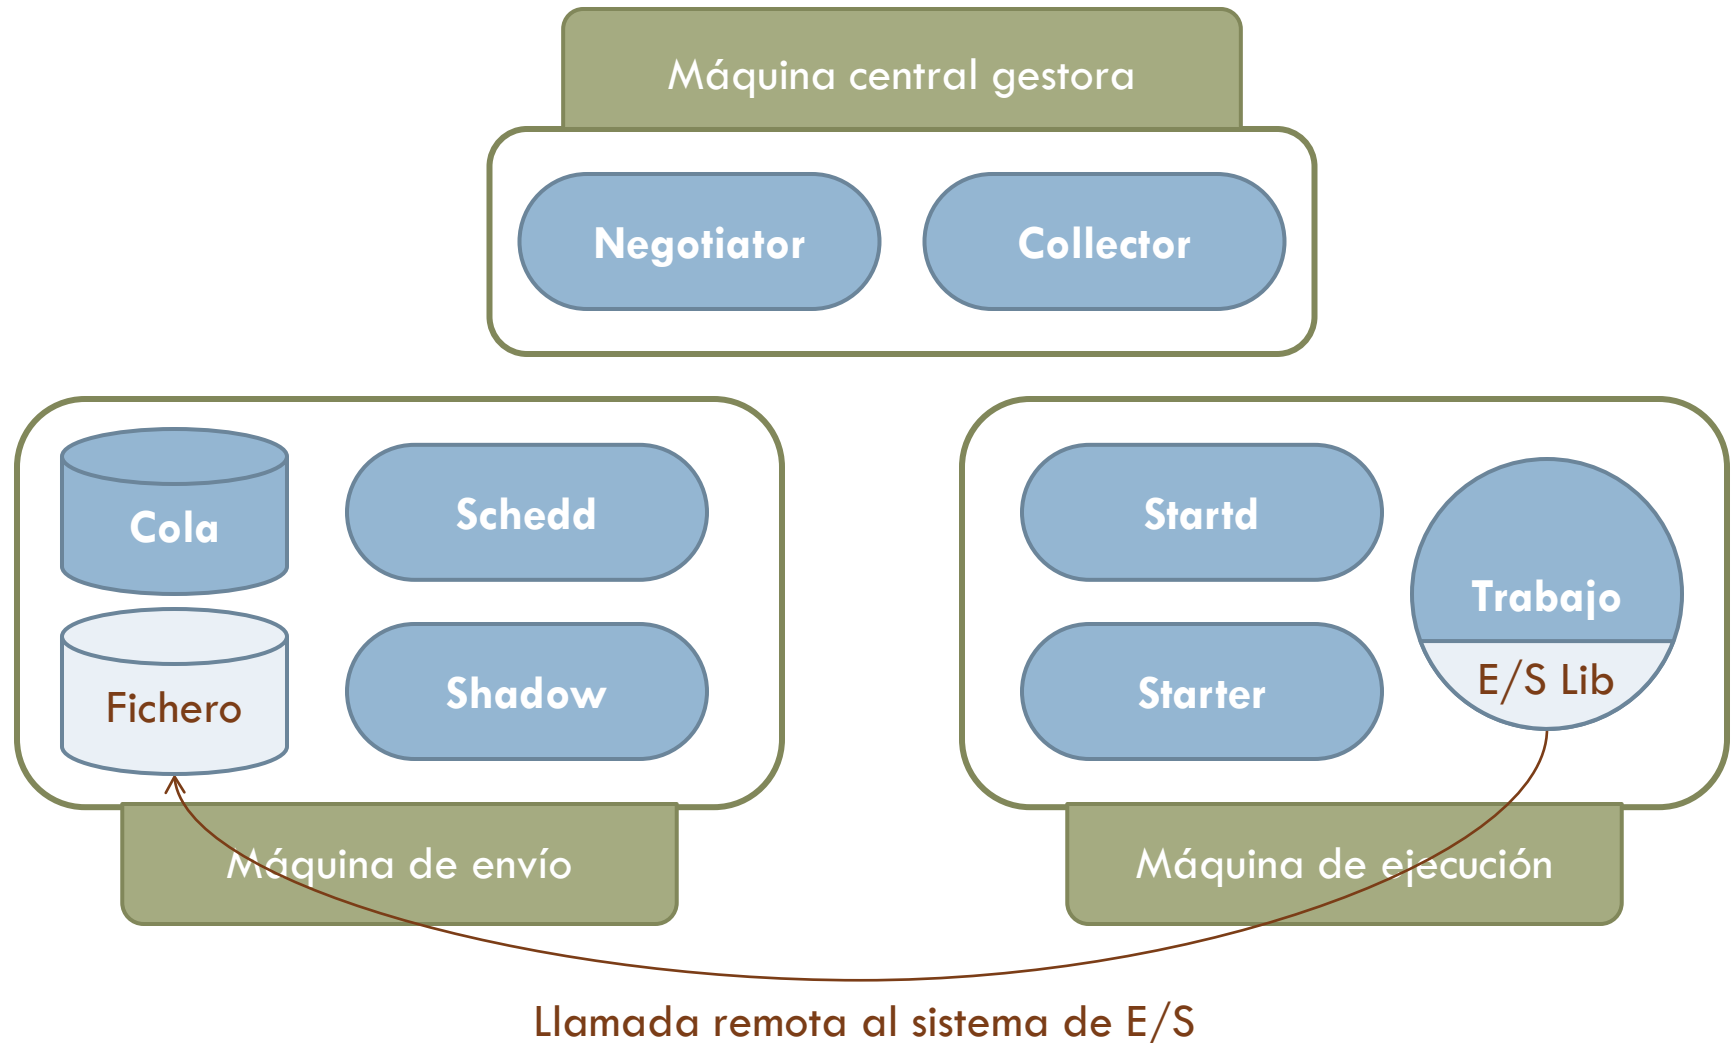 Máquina central gestora
Negotiator
Collector
Cola
Schedd
Fichero
Shadow
Máquina de envío
Startd
Trabajo
Starter
E/S Lib
Máquina de ejecución
Llamada remota al sistema de E/S